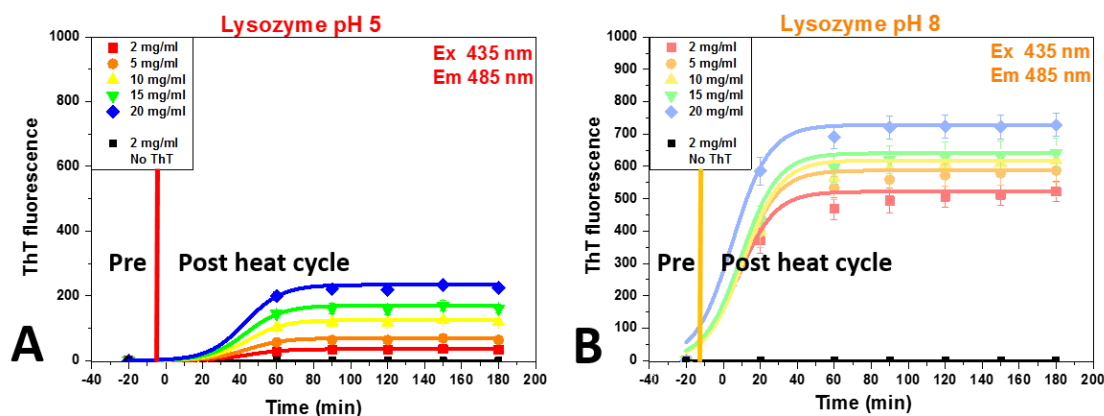 Lysozyme pH 5
Ex 435 nm
Em 485 nm
2 mg/ml
5 mg/ml
10 mg/ml
15 mg/ml
20 mg/ml
2 mg/ml
No ThT
ThT fluorescence
1000
800
600
400
200
0
Pre
Post heat cycle
A
-40 -20 0 20 40 60 80 100 120 140 160 180 200
Time (min)
Lysozyme pH 8
Ex 435 nm
Em 485 nm
2 mg/ml
5 mg/ml
10 mg/ml
15 mg/ml
20 mg/ml
2 mg/ml
No ThT
ThT fluorescence
1000
900
800
700
600
500
400
300
200
100
0
Pre
Post heat cycle
B
-40 -20 0 20 40 60 80 100 120 140 160 180 200
Time (min)